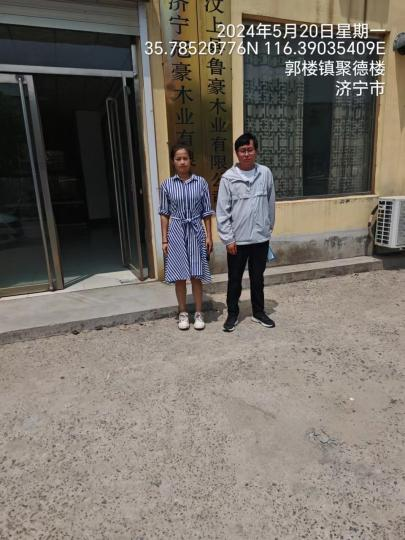 2024年5月20日星期一
35.78520776N 116.39035409E
郭楼镇聚德楼
济宁市
汶上鲁豪木业有限公
济宁
豪木业有